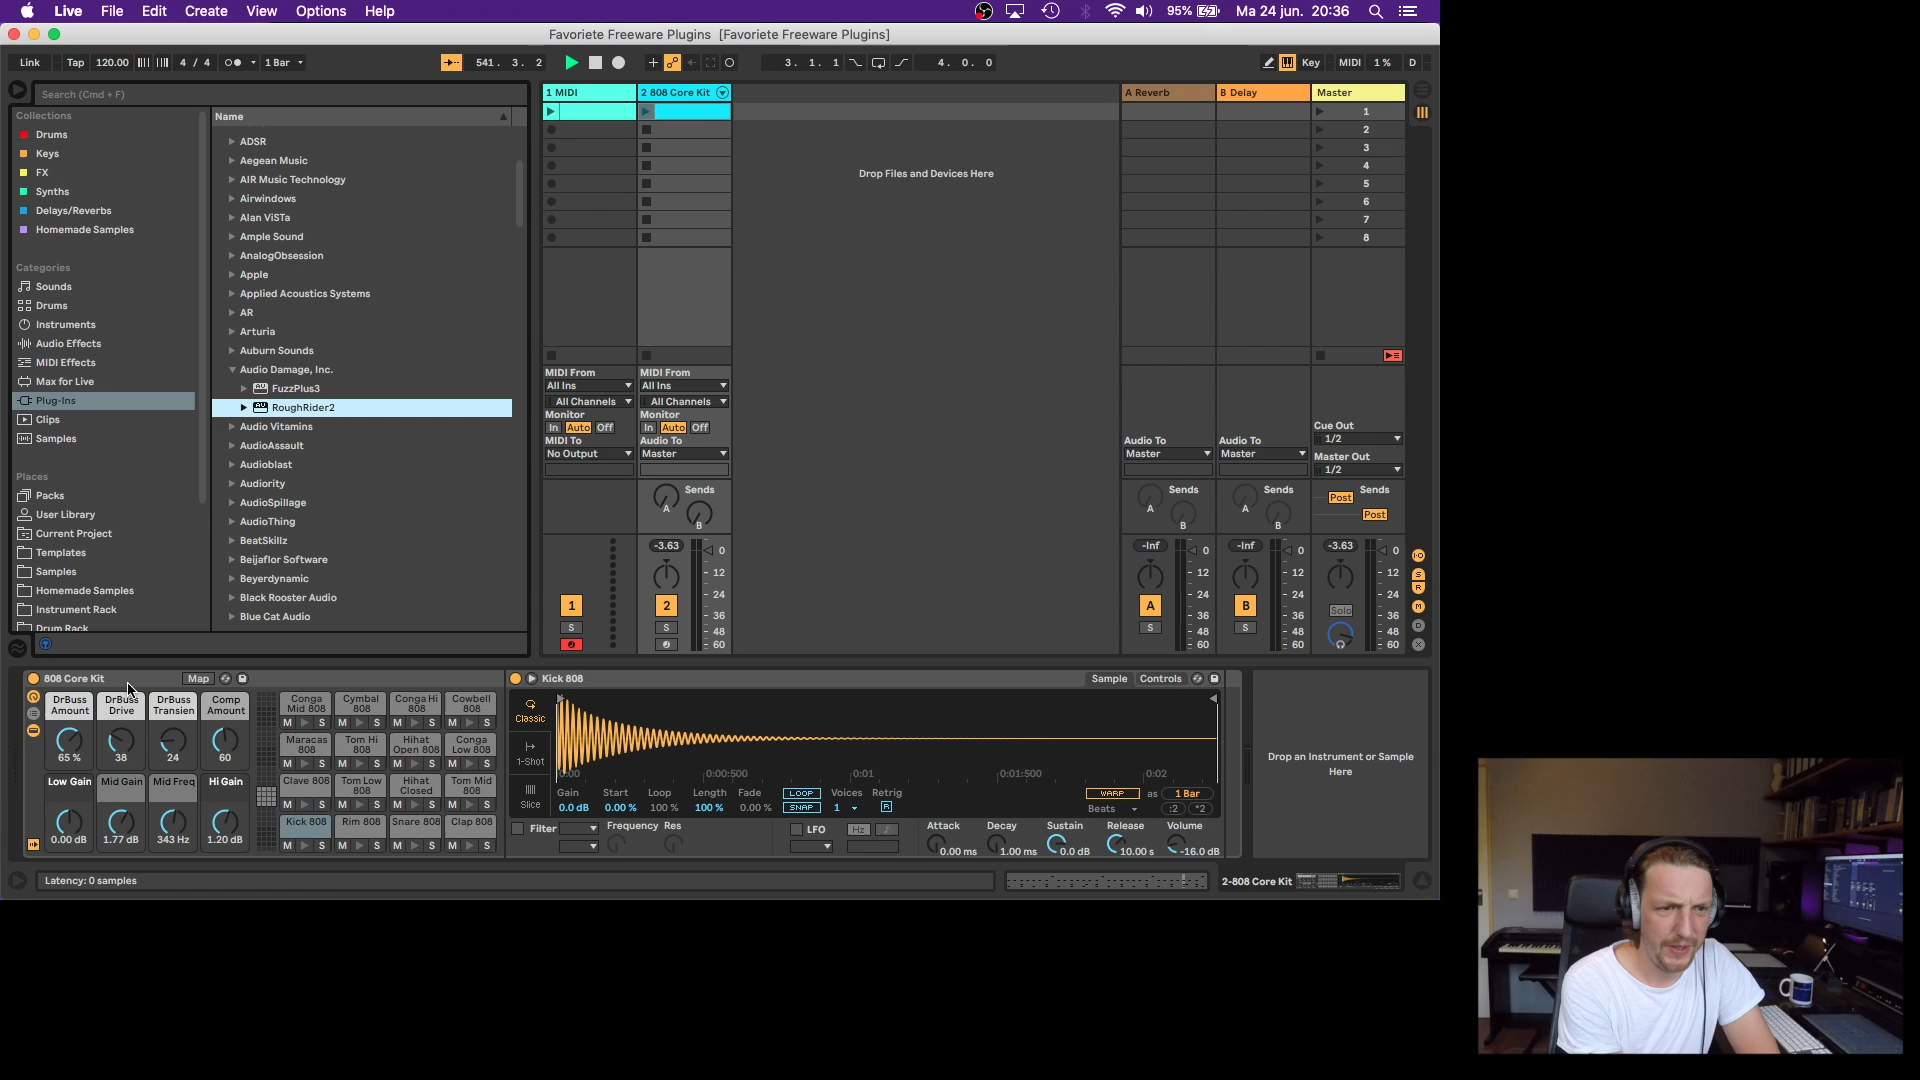 Live File Edit Create View Options Help 95% Ma 24 jun. 20:36
Favoriete Freeware Plugins [Favoriete Freeware Plugins]
Link Tap 120.00 4 / 4 1 Bar 541. 3. 2 3. 1. 1 4. 0. 0 Key MIDI 1 % D
Search (Cmd + F)
Collections
Drums
Keys
FX
Synths
Delays/Reverbs
Homemade Samples
Categories
Sounds
Drums
Instruments
Audio Effects
MIDI Effects
Max for Live
Plug-Ins
Clips
Samples
Places
Packs
User Library
Current Project
Templates
Samples
Homemade Samples
Instrument Rack
Drum Rack
Name
ADSR
Aegean Music
AIR Music Technology
Airwindows
Alan ViSTa
Ample Sound
AnalogObsession
Apple
Applied Acoustics Systems
AR
Arturia
Auburn Sounds
Audio Damage, Inc.
FuzzPlus3
RoughRider2
Audio Vitamins
AudioAssault
Audioblast
Audiority
AudioSpillage
AudioThing
BeatSkillz
Beijaflor Software
Beyerdynamic
Black Rooster Audio
Blue Cat Audio
1 MIDI 2 808 Core Kit A Reverb B Delay Master
1
2
3
4
5
6
7
8
Drop Files and Devices Here
MIDI From MIDI From
All Ins All Ins
All Channels All Channels
Monitor Monitor
In Auto Off In Auto Off
MIDI To Audio To Audio To Audio To
No Output Master Master Master
Cue Out
1/2
Master Out
1/2
Sends Sends Sends Sends
A B A B A B Post Post
-3.63 -Inf -Inf -3.63
0 0 0 0
12 12 12 12
24 24 24 24
36 36 36 36
48 48 48 48
60 60 60 60
1 2 A B Solo
S S S S
S R M D X
808 Core Kit Map
DrBuss Amount DrBuss Drive DrBuss Transien Comp Amount
65 % 38 24 60
Low Gain Mid Gain Mid Freq Hi Gain
0.00 dB 1.77 dB 343 Hz 1.20 dB
Conga Mid 808 Cymbal 808 Conga Hi 808 Cowbell 808
M S M S M S M S
Maracas 808 Tom Hi 808 Hihat Open 808 Conga Low 808
M S M S M S M S
Clave 808 Tom Low 808 Hihat Closed Tom Mid 808
M S M S M S M S
Kick 808 Rim 808 Snare 808 Clap 808
M S M S M S M S
Kick 808 Sample Controls
Classic
1-Shot
Slice
0:00 0:00:500 0:01 0:01:500 0:02
Gain Start Loop Length Fade LOOP Voices Retrig WARP as 1 Bar
0.0 dB 0.00 % 100 % 100 % 0.00 % SNAP 1 R Beats :2 *2
Filter Frequency Res LFO Hz Attack Decay Sustain Release Volume
0.00 ms 1.00 ms 0.0 dB 10.00 s -16.0 dB
Drop an Instrument or Sample Here
Latency: 0 samples
2-808 Core Kit